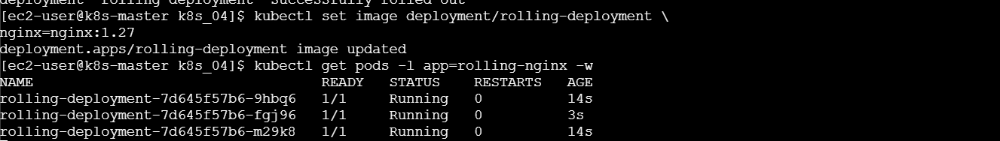 deployment "rolling-deployment" successfully rolled out
[ec2-user@k8s-master k8s_04]$ kubectl set image deployment/rolling-deployment \
nginx=nginx:1.27
deployment.apps/rolling-deployment image updated
[ec2-user@k8s-master k8s_04]$ kubectl get pods -l app=rolling-nginx -w
NAME READY STATUS RESTARTS AGE
rolling-deployment-7d645f57b6-9hbq6 1/1 Running 0 14s
rolling-deployment-7d645f57b6-fgj96 1/1 Running 0 3s
rolling-deployment-7d645f57b6-m29k8 1/1 Running 0 14s